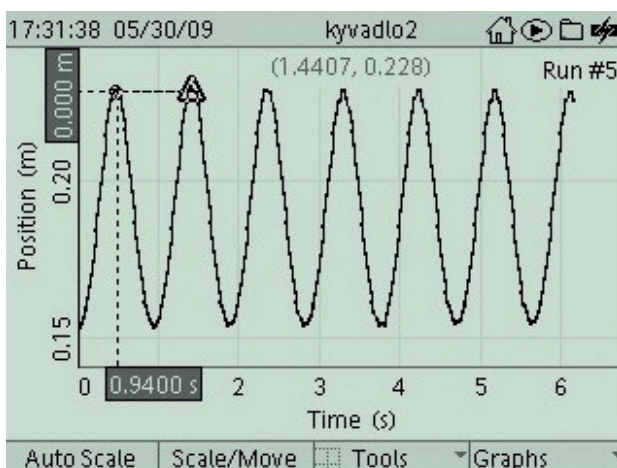 17:31:38 05/30/09 kyvadlo2
(1.4407, 0.228) Run #5
0.000 m
0.20
Position (m)
0.15
0 0.9400 s 2 3 4 5 6
Time (s)
Auto Scale Scale/Move Tools Graphs